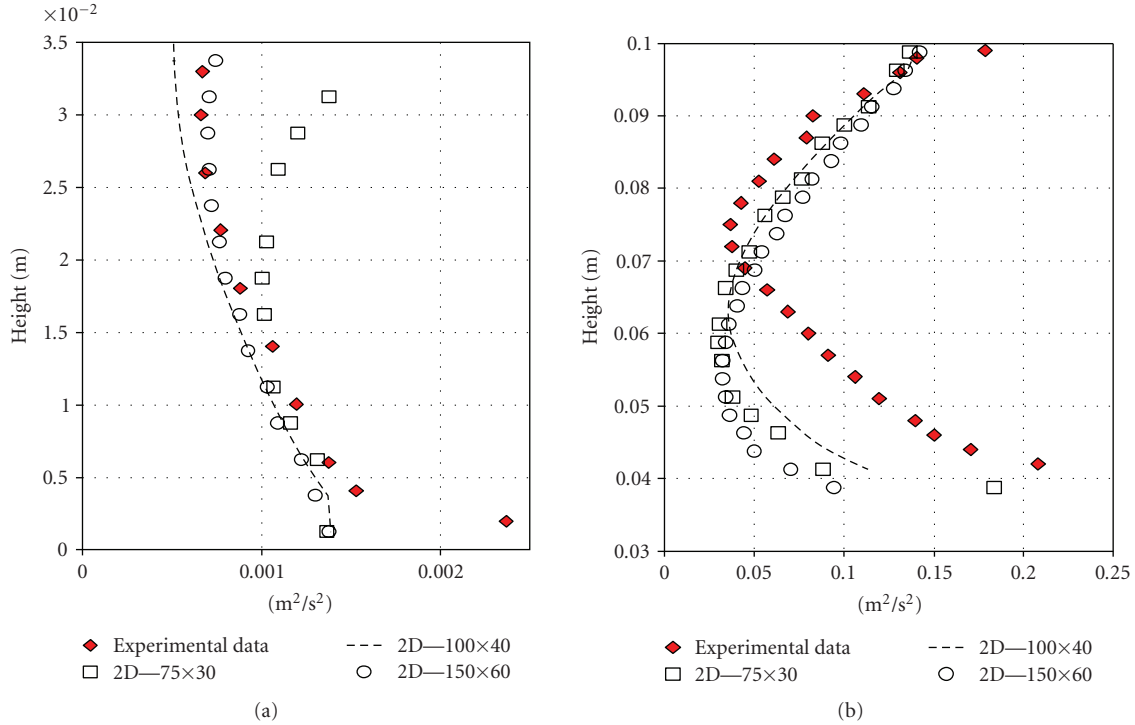 ×10⁻²
3.5
3
2.5
2
1.5
1
0.5
0
Height (m)
0
0.001
0.002
(m²/s²)
Experimental data
2D—75×30
2D—100×40
2D—150×60
(a)
0.1
0.09
0.08
0.07
0.06
0.05
0.04
0.03
Height (m)
0
0.05
0.1
0.15
0.2
0.25
(m²/s²)
Experimental data
2D—75×30
2D—100×40
2D—150×60
(b)